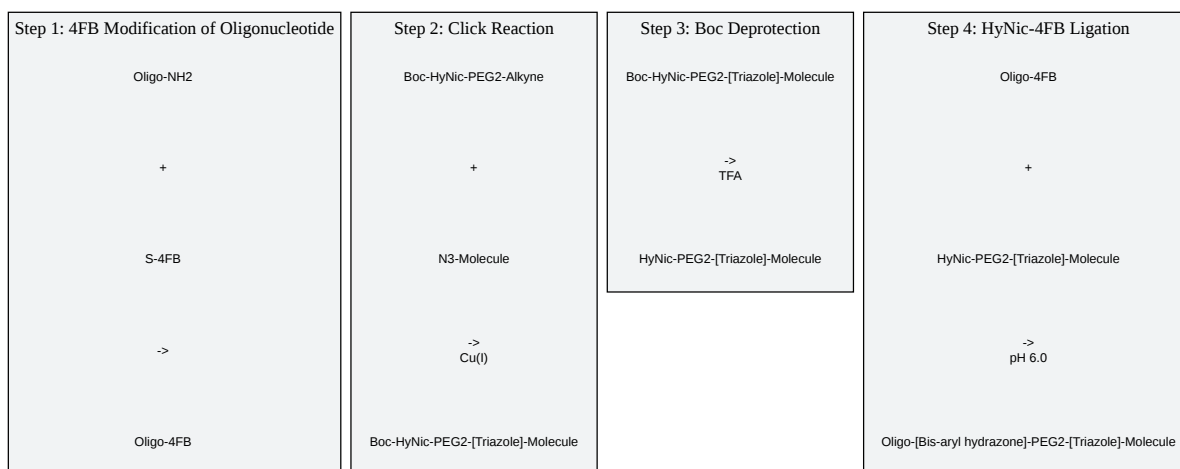 Step 1: 4FB Modification of Oligonucleotide
Oligo-NH2
+
S-4FB
->
Oligo-4FB
Step 2: Click Reaction
Boc-HyNic-PEG2-Alkyne
+
N3-Molecule
->
Cu(I)
Boc-HyNic-PEG2-[Triazole]-Molecule
Step 3: Boc Deprotection
Boc-HyNic-PEG2-[Triazole]-Molecule
->
TFA
HyNic-PEG2-[Triazole]-Molecule
Step 4: HyNic-4FB Ligation
Oligo-4FB
+
HyNic-PEG2-[Triazole]-Molecule
->
pH 6.0
Oligo-[Bis-aryl hydrazone]-PEG2-[Triazole]-Molecule